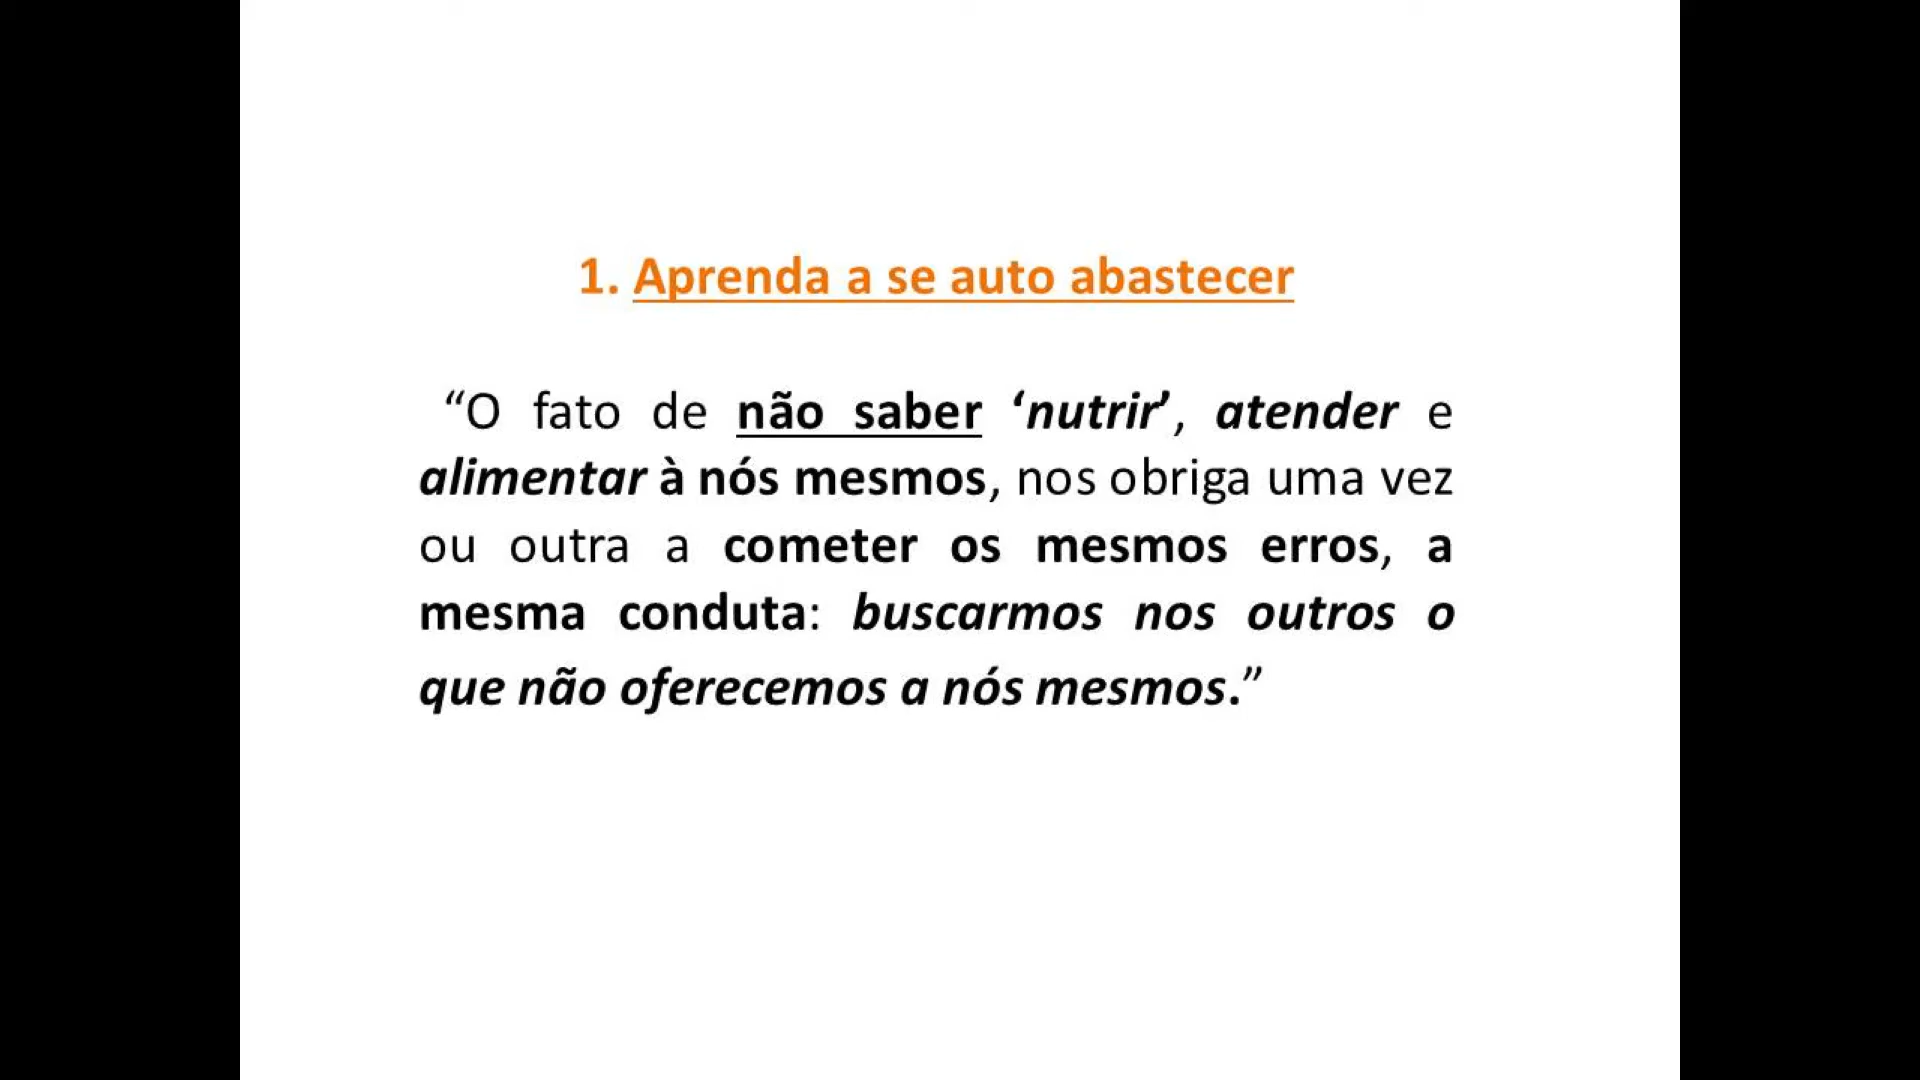 1. Aprenda a se auto abastecer
“O fato de não saber ‘nutrir’, atender e
alimentar à nós mesmos, nos obriga uma vez
ou outra a cometer os mesmos erros, a
mesma conduta: buscarmos nos outros o
que não oferecemos a nós mesmos.”